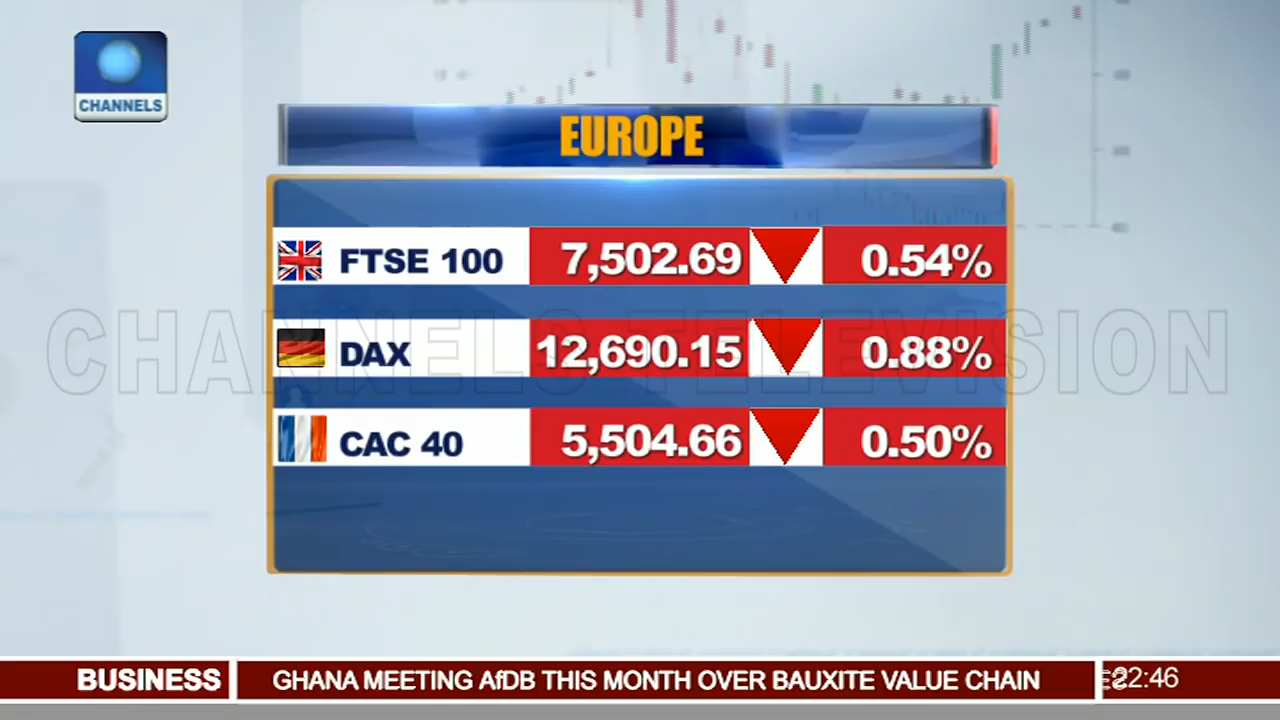 CHANNELS
EUROPE
FTSE 100 7,502.69 0.54%
DAX 12,690.15 0.88%
CHANNELS TELEVISION
CAC 40 5,504.66 0.50%
BUSINESS GHANA MEETING AfDB THIS MONTH OVER BAUXITE VALUE CHAIN 22:46